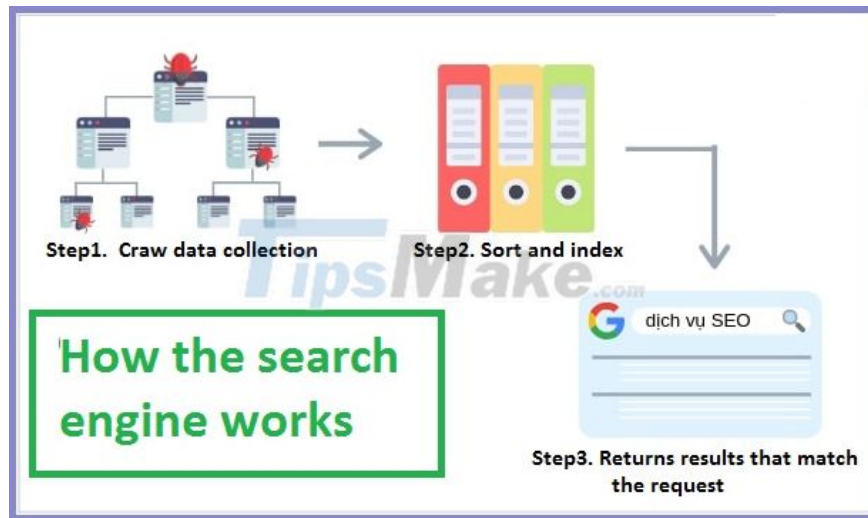 Step1. Craw data collection
Step2. Sort and index
TipsMake.com
dịch vụ SEO
How the search
engine works
Step3. Returns results that match
the request